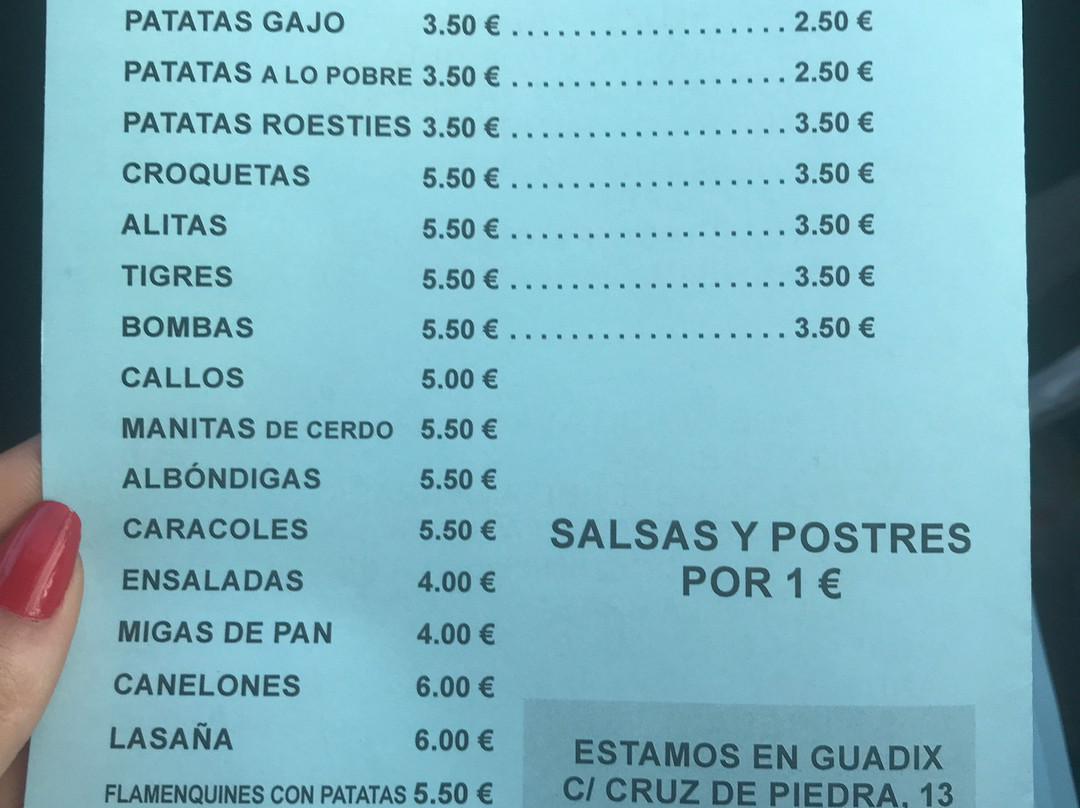 PATATAS GAJO 3.50 € .................. 2.50 €
PATATAS A LO POBRE 3.50 € .................. 2.50 €
PATATAS ROESTIES 3.50 € .................. 3.50 €
CROQUETAS 5.50 € .................. 3.50 €
ALITAS 5.50 € .................. 3.50 €
TIGRES 5.50 € .................. 3.50 €
BOMBAS 5.50 € .................. 3.50 €
CALLOS 5.00 €
MANITAS DE CERDO 5.50 €
ALBÓNDIGAS 5.50 €
CARACOLES 5.50 €
ENSALADAS 4.00 €
MIGAS DE PAN 4.00 €
CANELONES 6.00 €
LASAÑA 6.00 €
FLAMENQUINES CON PATATAS 5.50 €
SALSAS Y POSTRES
POR 1 €
ESTAMOS EN GUADIX
C/ CRUZ DE PIEDRA, 13